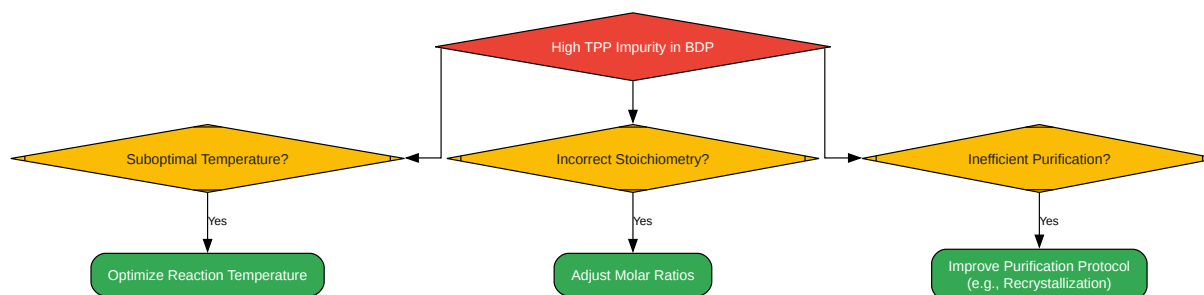 High TPP Impurity in BDP
Suboptimal Temperature?
Incorrect Stoichiometry?
Inefficient Purification?
Yes
Yes
Yes
Optimize Reaction Temperature
Adjust Molar Ratios
Improve Purification Protocol
(e.g., Recrystallization)